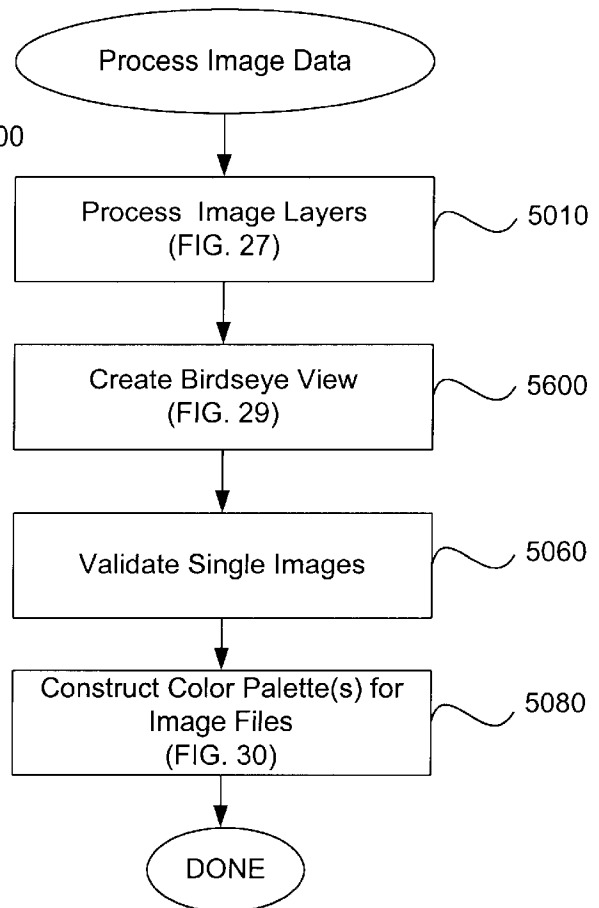 Process Image Data
00
Process Image Layers
(FIG. 27)
5010
Create Birdseye View
(FIG. 29)
5600
Validate Single Images
5060
Construct Color Palette(s) for
Image Files
(FIG. 30)
5080
DONE